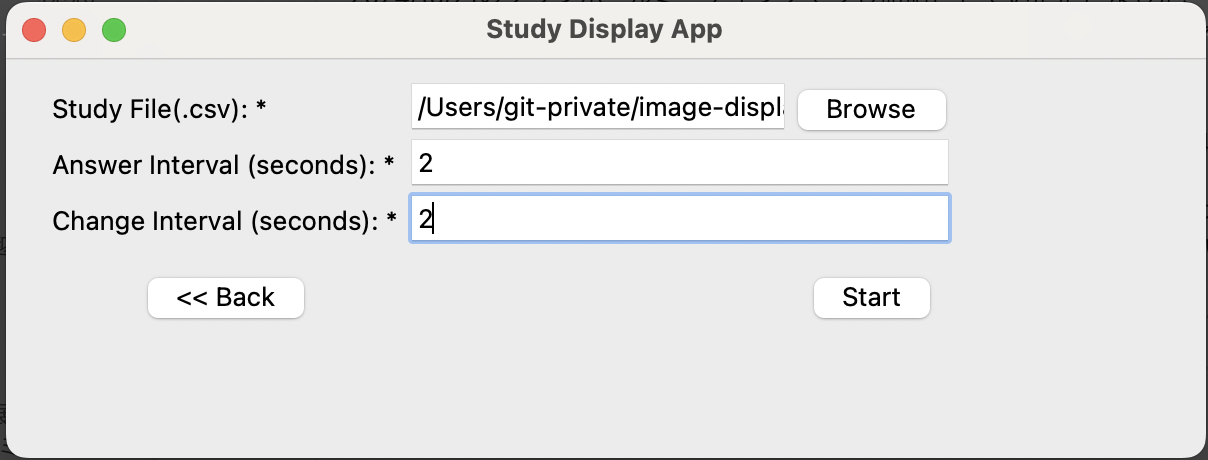 Study Display App
Study File(.csv): * /Users/git-private/image-displ Browse
Answer Interval (seconds): * 2
Change Interval (seconds): * 2
<< Back Start